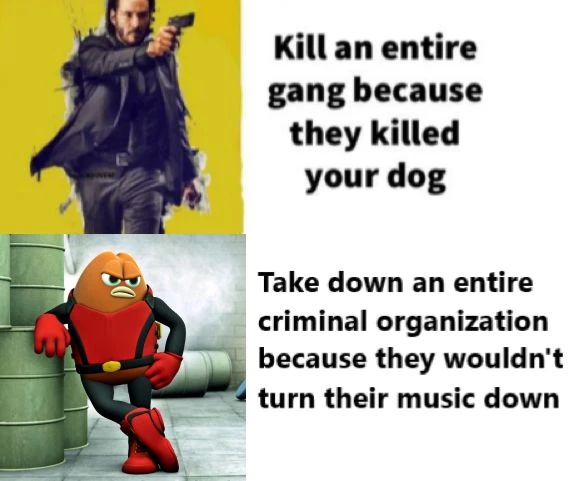 Kill an entire
gang because
they killed
your dog
Take down an entire
criminal organization
because they wouldn't
turn their music down